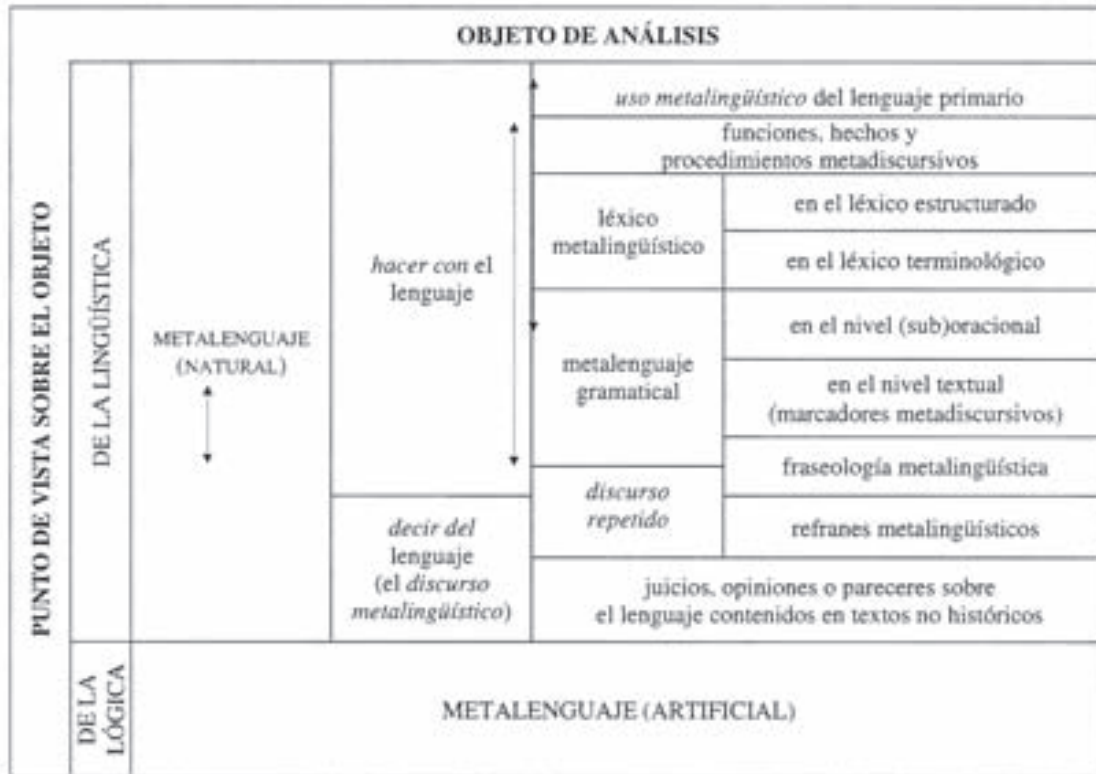 OBJETO DE ANÁLISIS
PUNTO DE VISTA SOBRE EL OBJETO
DE LA LINGÜÍSTICA
METALENGUAJE
(NATURAL)
hacer con el
lenguaje
uso metalingüístico del lenguaje primario
funciones, hechos y
procedimientos metadiscursivos
léxico
metalingüístico
en el léxico estructurado
en el léxico terminológico
metalenguaje
gramatical
en el nivel (sub)oracional
en el nivel textual
(marcadores metadiscursivos)
discurso
repetido
fraseología metalingüística
refranes metalingüísticos
decir del
lenguaje
(el discurso
metalingüístico)
juicios, opiniones o pareceres sobre
el lenguaje contenidos en textos no históricos
DE LA
LÓGICA
METALENGUAJE (ARTIFICIAL)